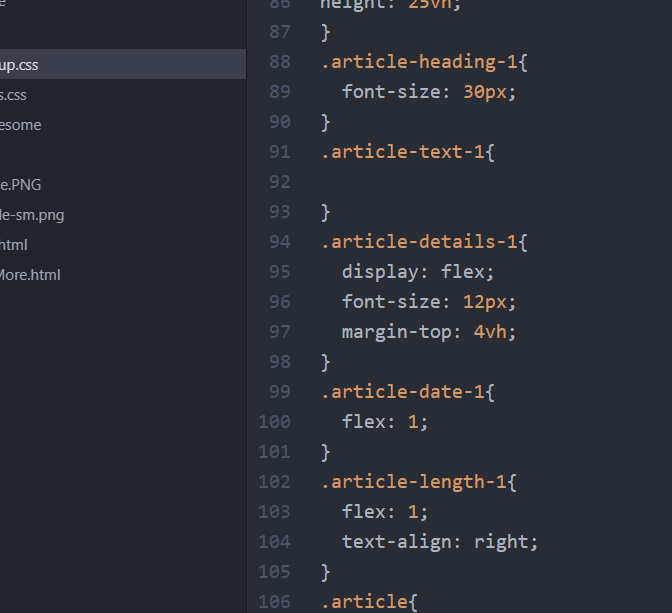 up.css
s.css
esome
e.PNG
le-sm.png
html
More.html
86 height: 25vh;
87 }
88 .article-heading-1{
89 font-size: 30px;
90 }
91 .article-text-1{
92
93 }
94 .article-details-1{
95 display: flex;
96 font-size: 12px;
97 margin-top: 4vh;
98 }
99 .article-date-1{
100 flex: 1;
101 }
102 .article-length-1{
103 flex: 1;
104 text-align: right;
105 }
106 .article{